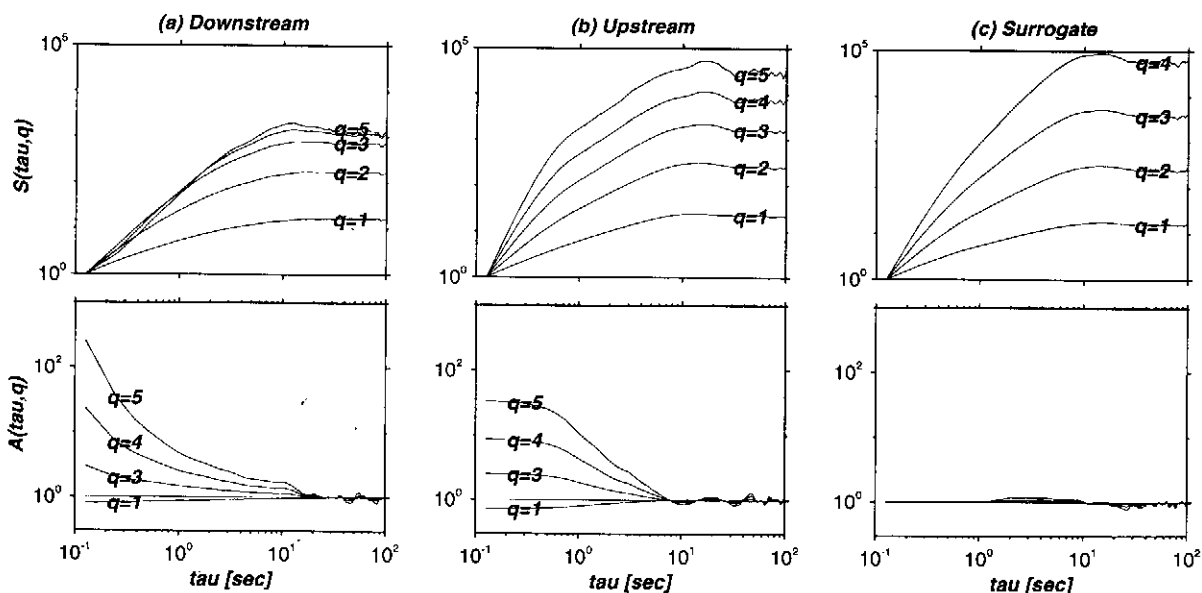 (a) Downstream
(b) Upstream
(c) Surrogate
S(tau,q)
10^5
10^0
q=5
q=3
q=2
q=1
10^5
10^0
q=5
q=4
q=3
q=2
q=1
10^5
10^0
q=4
q=3
q=2
q=1
A(tau,q)
10^2
10^0
q=5
q=4
q=3
q=1
10^-1
10^0
10^1
10^2
tau [sec]
10^2
10^0
q=5
q=4
q=3
q=1
10^-1
10^0
10^1
10^2
tau [sec]
10^2
10^0
10^-1
10^0
10^1
10^2
tau [sec]